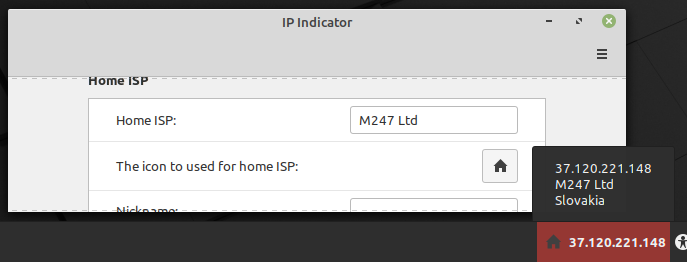 IP Indicator
Home ISP
Home ISP:
M247 Ltd
The icon to used for home ISP:
Nickname:
37.120.221.148
M247 Ltd
Slovakia
37.120.221.148